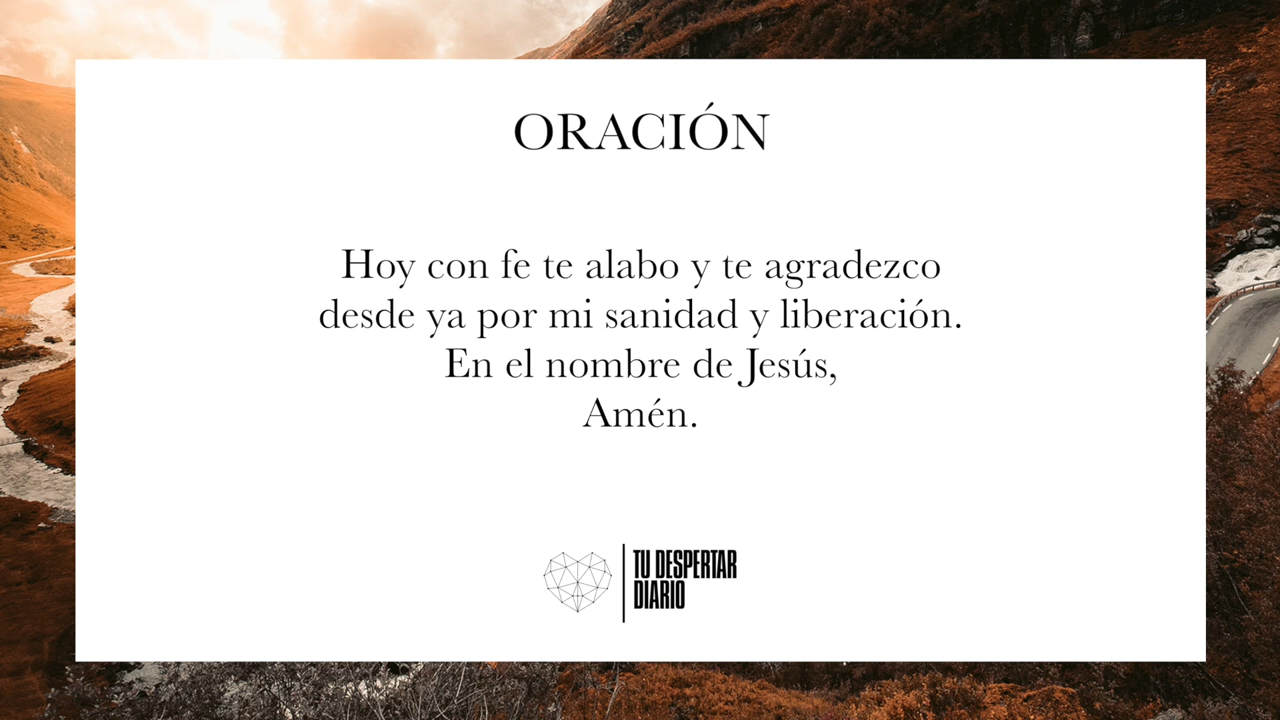 ORACIÓN
Hoy con fe te alabo y te agradezco
desde ya por mi sanidad y liberación.
En el nombre de Jesús,
Amén.
TU DESPERTAR
DIARIO